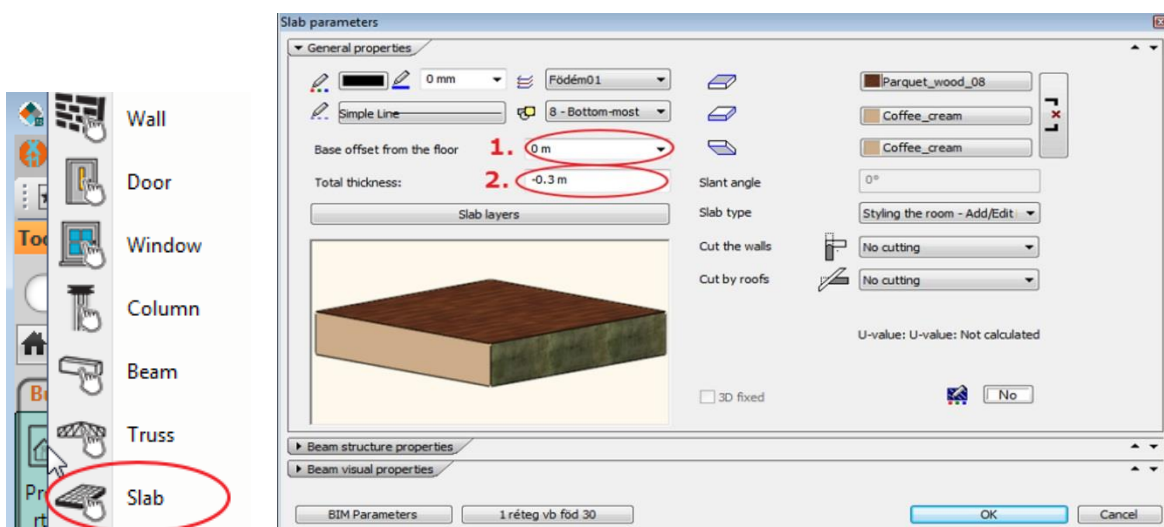 Wall
Door
Window
Column
Beam
Truss
Slab
Slab parameters
General properties
0 mm
Födém01
Parquet_wood_08
Simple Line
8 - Bottom-most
Coffee_cream
Base offset from the floor
1.
0 m
Coffee_cream
Total thickness:
2.
-0.3 m
Slant angle
0°
Slab layers
Slab type
Styling the room - Add/Edit
Cut the walls
No cutting
Cut by roofs
No cutting
U-value: U-value: Not calculated
3D fixed
No
Beam structure properties
Beam visual properties
BIM Parameters
1 réteg vb föd 30
OK
Cancel